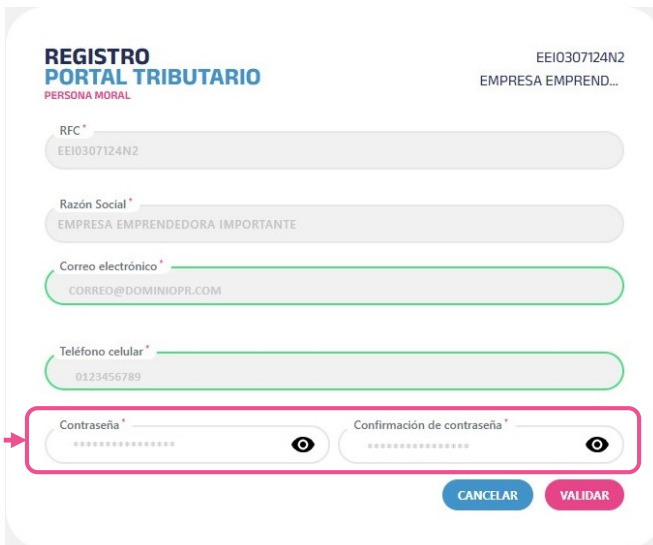 REGISTRO
PORTAL TRIBUTARIO
PERSONA MORAL
EEI0307124N2
EMPRESA EMPREND...
RFC*
EEI0307124N2
Razón Social*
EMPRESA EMPRENDEDORA IMPORTANTE
Correo electrónico*
CORREO@DOMINIOPR.COM
Teléfono celular*
0123456789
Contraseña*
****************
Confirmación de contraseña*
****************
CANCELAR
VALIDAR